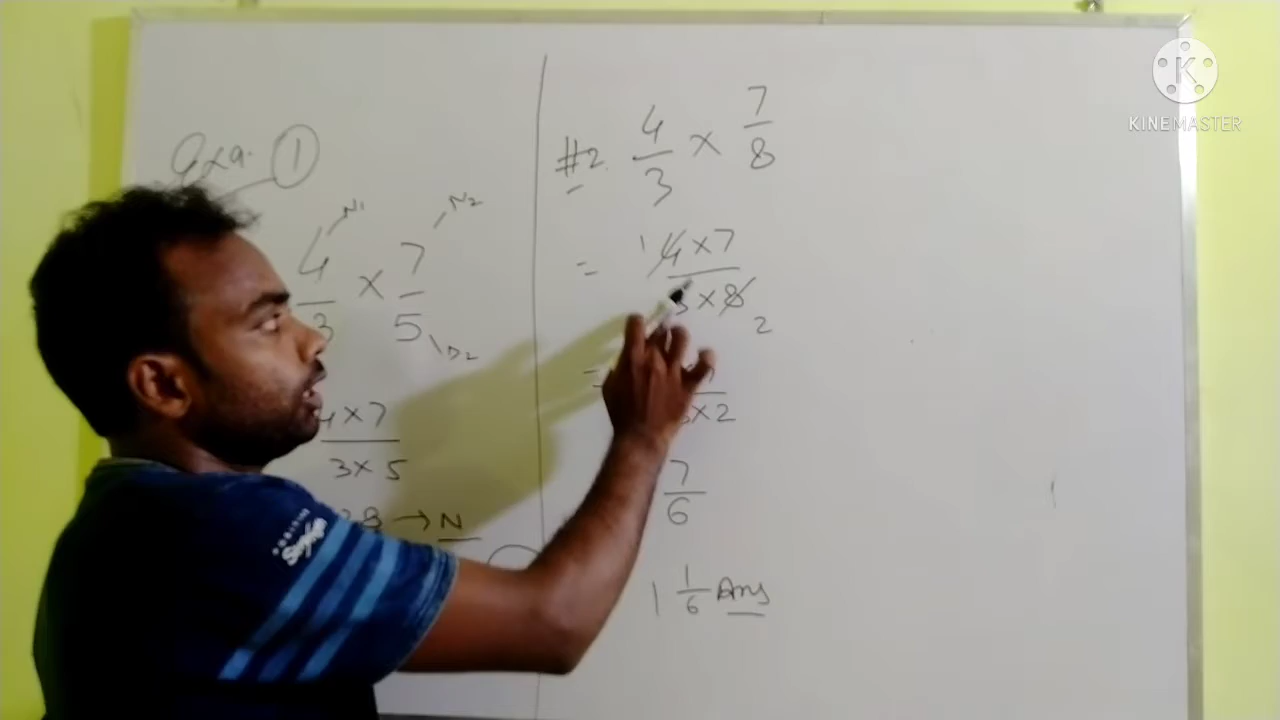 Exa. 1
N1 N2
4/3 × 7/5
D2
4×7
3×5
→ N
#2. 4/3 × 7/8
= 1 4×7
3×8 2
=
3×2
7/6
1 1/6 Ans
KINEMASTER